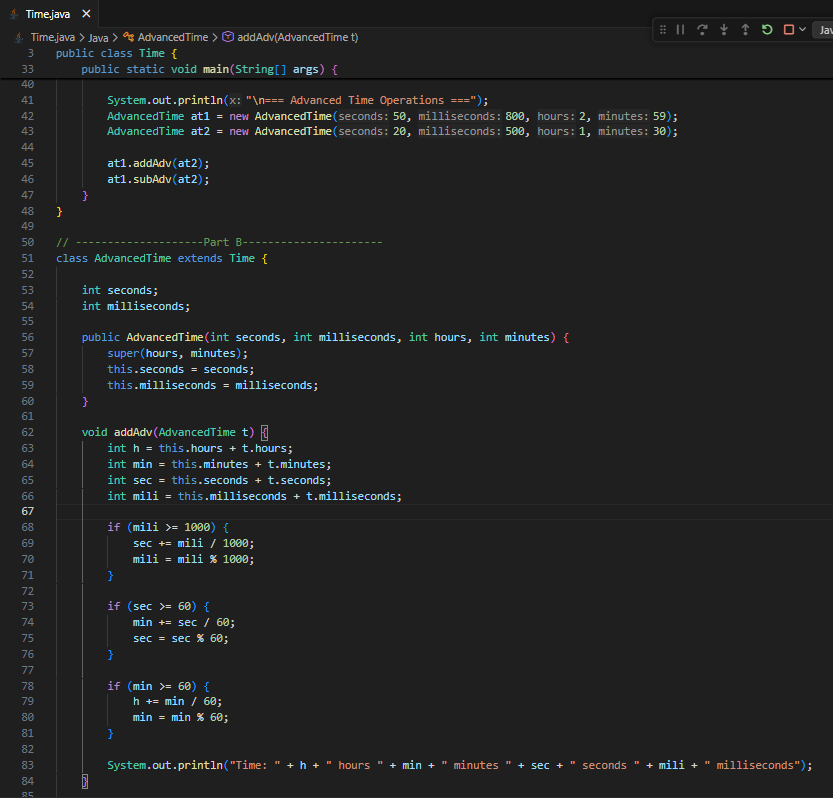 Time.java
Time.java > Java > AdvancedTime > addAdv(AdvancedTime t)
Jav
3 public class Time {
33 public static void main(String[] args) {
40
41 System.out.println(x: "\n=== Advanced Time Operations ===");
42 AdvancedTime at1 = new AdvancedTime(seconds: 50, milliseconds: 800, hours: 2, minutes: 59);
43 AdvancedTime at2 = new AdvancedTime(seconds: 20, milliseconds: 500, hours: 1, minutes: 30);
44
45 at1.addAdv(at2);
46 at1.subAdv(at2);
47 }
48 }
49
50 // --------------------Part B----------------------
51 class AdvancedTime extends Time {
52
53 int seconds;
54 int milliseconds;
55
56 public AdvancedTime(int seconds, int milliseconds, int hours, int minutes) {
57 super(hours, minutes);
58 this.seconds = seconds;
59 this.milliseconds = milliseconds;
60 }
61
62 void addAdv(AdvancedTime t) {
63 int h = this.hours + t.hours;
64 int min = this.minutes + t.minutes;
65 int sec = this.seconds + t.seconds;
66 int mili = this.milliseconds + t.milliseconds;
67
68 if (mili >= 1000) {
69 sec += mili / 1000;
70 mili = mili % 1000;
71 }
72
73 if (sec >= 60) {
74 min += sec / 60;
75 sec = sec % 60;
76 }
77
78 if (min >= 60) {
79 h += min / 60;
80 min = min % 60;
81 }
82
83 System.out.println("Time: " + h + " hours " + min + " minutes " + sec + " seconds " + mili + " milliseconds");
84 }
85